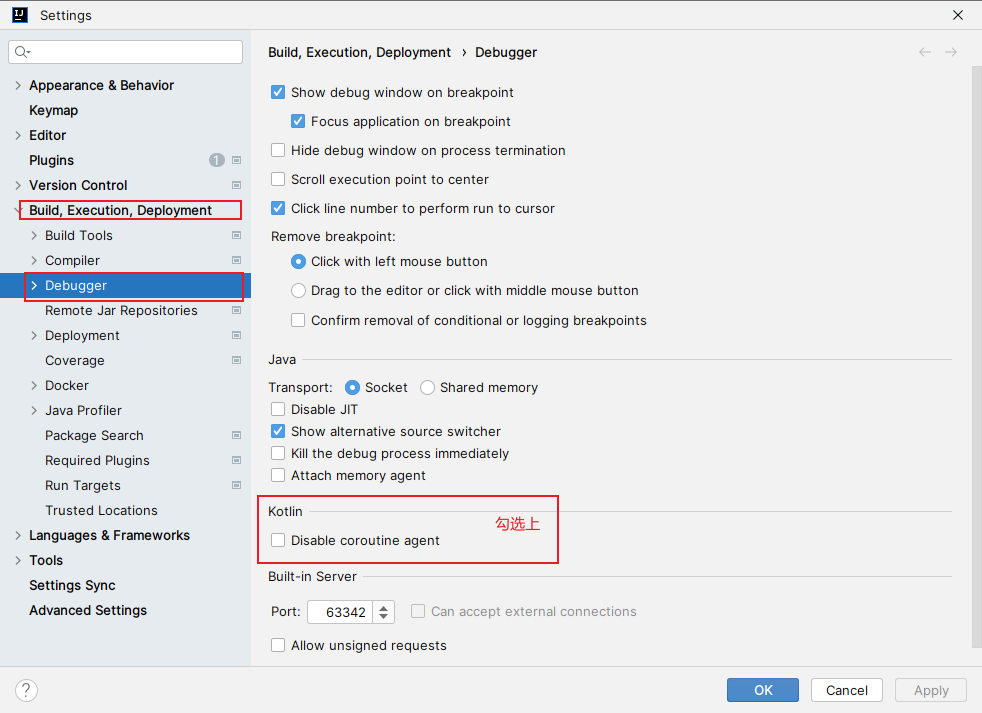 Settings
Appearance & Behavior
Keymap
Editor
Plugins 1
Version Control
Build, Execution, Deployment
Build Tools
Compiler
Debugger
Remote Jar Repositories
Deployment
Coverage
Docker
Java Profiler
Package Search
Required Plugins
Run Targets
Trusted Locations
Languages & Frameworks
Tools
Settings Sync
Advanced Settings
Build, Execution, Deployment › Debugger
Show debug window on breakpoint
Focus application on breakpoint
Hide debug window on process termination
Scroll execution point to center
Click line number to perform run to cursor
Remove breakpoint:
Click with left mouse button
Drag to the editor or click with middle mouse button
Confirm removal of conditional or logging breakpoints
Java
Transport: Socket Shared memory
Disable JIT
Show alternative source switcher
Kill the debug process immediately
Attach memory agent
Kotlin
勾选上
Disable coroutine agent
Built-in Server
Port: 63342 Can accept external connections
Allow unsigned requests
? OK Cancel Apply